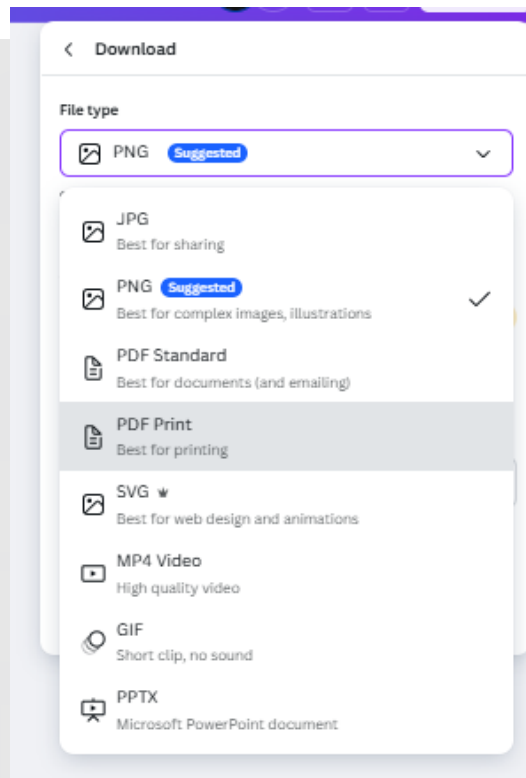 Download
File type
PNG Suggested
JPG
Best for sharing
PNG Suggested
Best for complex images, illustrations
PDF Standard
Best for documents (and emailing)
PDF Print
Best for printing
SVG
Best for web design and animations
MP4 Video
High quality video
GIF
Short clip, no sound
PPTX
Microsoft PowerPoint document